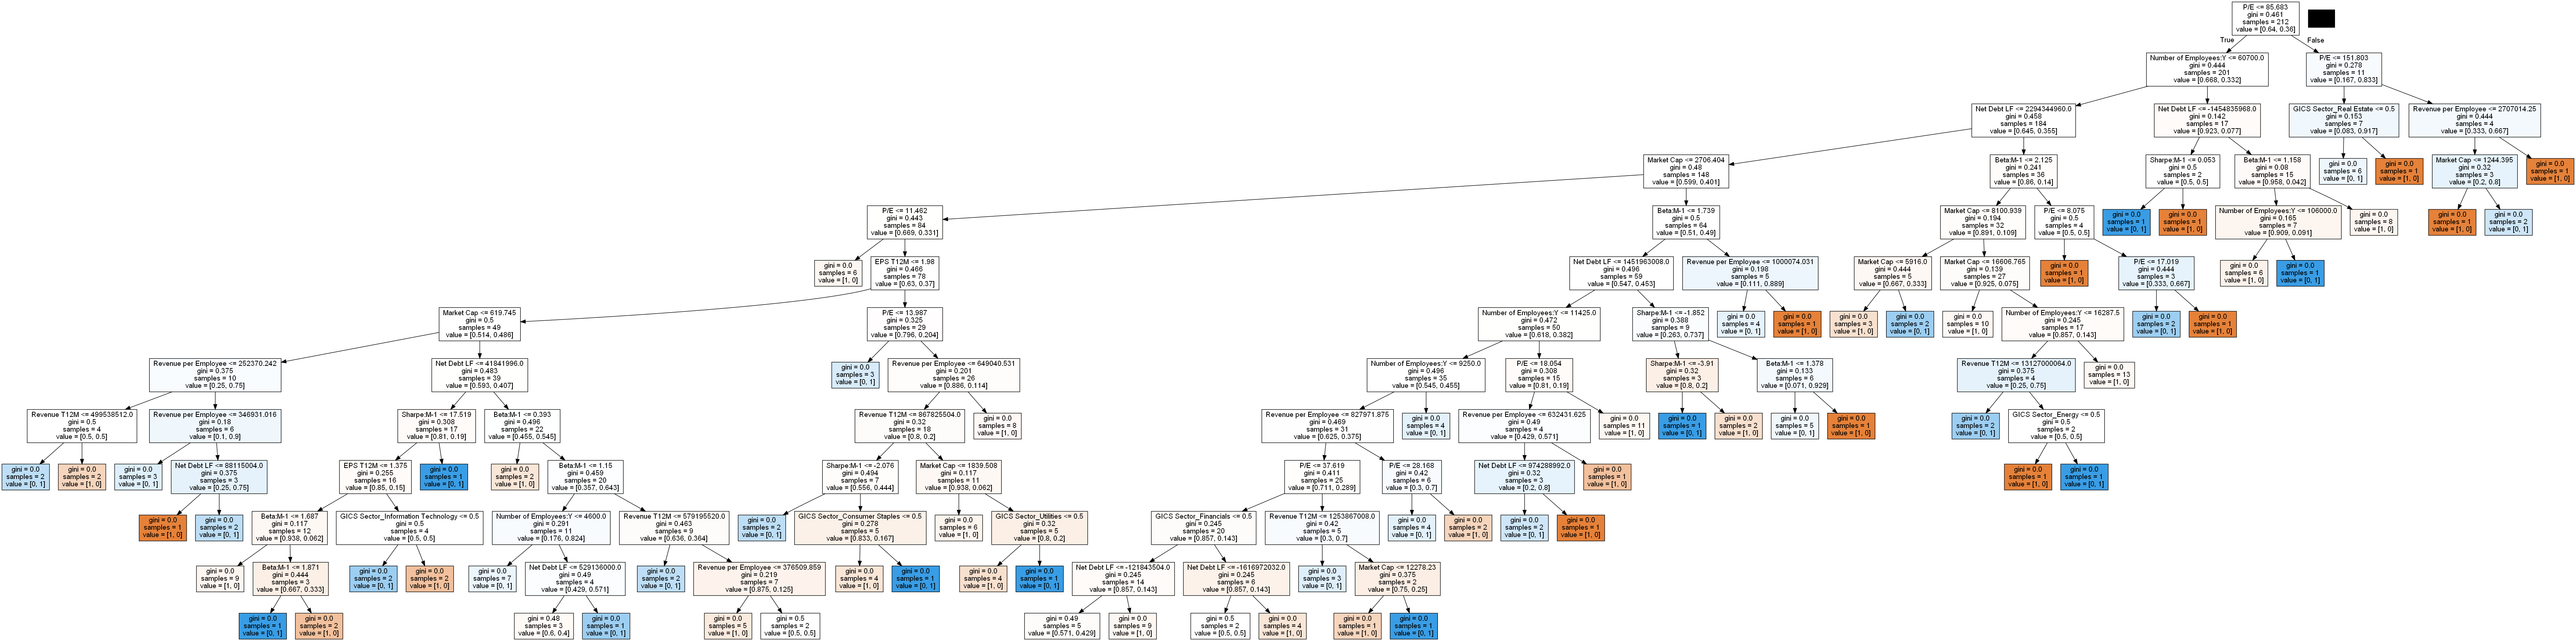 P/E <= 85.683
gini = 0.461
samples = 212
value = [0.64, 0.36]
True
False
Number of Employees:Y <= 60700.0
gini = 0.444
samples = 201
value = [0.668, 0.332]
P/E <= 151.803
gini = 0.278
samples = 11
value = [0.167, 0.833]
Net Debt LF <= 2294344960.0
gini = 0.458
samples = 184
value = [0.645, 0.355]
Net Debt LF <= -1454835968.0
gini = 0.142
samples = 17
value = [0.923, 0.077]
GICS Sector_Real Estate <= 0.5
gini = 0.153
samples = 7
value = [0.083, 0.917]
Revenue per Employee <= 2707014.25
gini = 0.444
samples = 4
value = [0.333, 0.667]
Market Cap <= 2706.404
gini = 0.48
samples = 148
value = [0.599, 0.401]
Beta:M-1 <= 2.125
gini = 0.241
samples = 36
value = [0.86, 0.14]
Sharpe:M-1 <= 0.053
gini = 0.5
samples = 2
value = [0.5, 0.5]
Beta:M-1 <= 1.158
gini = 0.08
samples = 15
value = [0.958, 0.042]
gini = 0.0
samples = 6
value = [0, 1]
gini = 0.0
samples = 1
value = [1, 0]
Market Cap <= 1244.395
gini = 0.32
samples = 3
value = [0.2, 0.8]
gini = 0.0
samples = 1
value = [1, 0]
P/E <= 11.462
gini = 0.443
samples = 84
value = [0.669, 0.331]
Beta:M-1 <= 1.739
gini = 0.5
samples = 64
value = [0.51, 0.49]
Market Cap <= 8100.939
gini = 0.194
samples = 32
value = [0.891, 0.109]
P/E <= 8.075
gini = 0.5
samples = 4
value = [0.5, 0.5]
gini = 0.0
samples = 1
value = [0, 1]
gini = 0.0
samples = 1
value = [1, 0]
Number of Employees:Y <= 106000.0
gini = 0.165
samples = 7
value = [0.909, 0.091]
gini = 0.0
samples = 8
value = [1, 0]
gini = 0.0
samples = 1
value = [1, 0]
gini = 0.0
samples = 2
value = [0, 1]
gini = 0.0
samples = 6
value = [1, 0]
EPS T12M <= 1.98
gini = 0.466
samples = 78
value = [0.63, 0.37]
Net Debt LF <= 1451963008.0
gini = 0.496
samples = 59
value = [0.547, 0.453]
Revenue per Employee <= 1000074.031
gini = 0.198
samples = 5
value = [0.111, 0.889]
Market Cap <= 5916.0
gini = 0.444
samples = 5
value = [0.667, 0.333]
Market Cap <= 16606.765
gini = 0.139
samples = 27
value = [0.925, 0.075]
gini = 0.0
samples = 1
value = [1, 0]
P/E <= 17.019
gini = 0.444
samples = 3
value = [0.333, 0.667]
gini = 0.0
samples = 6
value = [1, 0]
gini = 0.0
samples = 1
value = [0, 1]
Market Cap <= 619.745
gini = 0.5
samples = 49
value = [0.514, 0.486]
P/E <= 13.987
gini = 0.325
samples = 29
value = [0.796, 0.204]
Number of Employees:Y <= 11425.0
gini = 0.472
samples = 50
value = [0.618, 0.382]
Sharpe:M-1 <= -1.852
gini = 0.388
samples = 9
value = [0.263, 0.737]
gini = 0.0
samples = 4
value = [0, 1]
gini = 0.0
samples = 1
value = [1, 0]
gini = 0.0
samples = 3
value = [1, 0]
gini = 0.0
samples = 2
value = [0, 1]
gini = 0.0
samples = 10
value = [1, 0]
Number of Employees:Y <= 16287.5
gini = 0.245
samples = 17
value = [0.857, 0.143]
gini = 0.0
samples = 2
value = [0, 1]
gini = 0.0
samples = 1
value = [1, 0]
Revenue per Employee <= 252370.242
gini = 0.375
samples = 10
value = [0.25, 0.75]
Net Debt LF <= 41841996.0
gini = 0.483
samples = 39
value = [0.593, 0.407]
gini = 0.0
samples = 3
value = [0, 1]
Revenue per Employee <= 649040.531
gini = 0.201
samples = 26
value = [0.886, 0.114]
Number of Employees:Y <= 9250.0
gini = 0.496
samples = 35
value = [0.545, 0.455]
P/E <= 18.054
gini = 0.308
samples = 15
value = [0.81, 0.19]
Sharpe:M-1 <= -3.91
gini = 0.32
samples = 3
value = [0.8, 0.2]
Beta:M-1 <= 1.378
gini = 0.133
samples = 6
value = [0.071, 0.929]
Revenue T12M <= 13127000064.0
gini = 0.375
samples = 4
value = [0.25, 0.75]
gini = 0.0
samples = 13
value = [1, 0]
Revenue T12M <= 499538512.0
gini = 0.5
samples = 4
value = [0.5, 0.5]
Revenue per Employee <= 346931.016
gini = 0.18
samples = 6
value = [0.1, 0.9]
Sharpe:M-1 <= 17.519
gini = 0.308
samples = 17
value = [0.81, 0.19]
Beta:M-1 <= 0.393
gini = 0.496
samples = 22
value = [0.455, 0.545]
Revenue T12M <= 867825504.0
gini = 0.32
samples = 18
value = [0.8, 0.2]
gini = 0.0
samples = 8
value = [1, 0]
Revenue per Employee <= 827971.875
gini = 0.469
samples = 31
value = [0.625, 0.375]
gini = 0.0
samples = 4
value = [0, 1]
Revenue per Employee <= 632431.625
gini = 0.49
samples = 4
value = [0.429, 0.571]
gini = 0.0
samples = 11
value = [1, 0]
gini = 0.0
samples = 1
value = [0, 1]
gini = 0.0
samples = 2
value = [1, 0]
gini = 0.0
samples = 5
value = [0, 1]
gini = 0.0
samples = 1
value = [1, 0]
gini = 0.0
samples = 2
value = [0, 1]
GICS Sector_Energy <= 0.5
gini = 0.5
samples = 2
value = [0.5, 0.5]
gini = 0.0
samples = 2
value = [0, 1]
gini = 0.0
samples = 2
value = [1, 0]
gini = 0.0
samples = 3
value = [0, 1]
Net Debt LF <= 88115004.0
gini = 0.375
samples = 3
value = [0.25, 0.75]
EPS T12M <= 1.375
gini = 0.255
samples = 16
value = [0.85, 0.15]
gini = 0.0
samples = 1
value = [0, 1]
gini = 0.0
samples = 2
value = [1, 0]
Beta:M-1 <= 1.15
gini = 0.459
samples = 20
value = [0.357, 0.643]
Sharpe:M-1 <= -2.076
gini = 0.494
samples = 7
value = [0.556, 0.444]
Market Cap <= 1839.508
gini = 0.117
samples = 11
value = [0.938, 0.062]
P/E <= 37.619
gini = 0.411
samples = 25
value = [0.711, 0.289]
P/E <= 28.168
gini = 0.42
samples = 6
value = [0.3, 0.7]
Net Debt LF <= 974288992.0
gini = 0.32
samples = 3
value = [0.2, 0.8]
gini = 0.0
samples = 1
value = [1, 0]
gini = 0.0
samples = 1
value = [1, 0]
gini = 0.0
samples = 1
value = [0, 1]
gini = 0.0
samples = 1
value = [1, 0]
gini = 0.0
samples = 2
value = [0, 1]
Beta:M-1 <= 1.687
gini = 0.117
samples = 12
value = [0.938, 0.062]
GICS Sector_Information Technology <= 0.5
gini = 0.5
samples = 4
value = [0.5, 0.5]
Number of Employees:Y <= 4600.0
gini = 0.291
samples = 11
value = [0.176, 0.824]
Revenue T12M <= 579195520.0
gini = 0.463
samples = 9
value = [0.636, 0.364]
gini = 0.0
samples = 2
value = [0, 1]
GICS Sector_Consumer Staples <= 0.5
gini = 0.278
samples = 5
value = [0.833, 0.167]
gini = 0.0
samples = 6
value = [1, 0]
GICS Sector_Utilities <= 0.5
gini = 0.32
samples = 5
value = [0.8, 0.2]
GICS Sector_Financials <= 0.5
gini = 0.245
samples = 20
value = [0.857, 0.143]
Revenue T12M <= 1253867008.0
gini = 0.42
samples = 5
value = [0.3, 0.7]
gini = 0.0
samples = 4
value = [0, 1]
gini = 0.0
samples = 2
value = [1, 0]
gini = 0.0
samples = 2
value = [0, 1]
gini = 0.0
samples = 1
value = [1, 0]
gini = 0.0
samples = 9
value = [1, 0]
Beta:M-1 <= 1.871
gini = 0.444
samples = 3
value = [0.667, 0.333]
gini = 0.0
samples = 2
value = [0, 1]
gini = 0.0
samples = 2
value = [1, 0]
gini = 0.0
samples = 7
value = [0, 1]
Net Debt LF <= 529136000.0
gini = 0.49
samples = 4
value = [0.429, 0.571]
gini = 0.0
samples = 2
value = [0, 1]
Revenue per Employee <= 376509.859
gini = 0.219
samples = 7
value = [0.875, 0.125]
gini = 0.0
samples = 4
value = [1, 0]
gini = 0.0
samples = 1
value = [0, 1]
gini = 0.0
samples = 4
value = [1, 0]
gini = 0.0
samples = 1
value = [0, 1]
Net Debt LF <= -121843504.0
gini = 0.245
samples = 14
value = [0.857, 0.143]
Net Debt LF <= -1616972032.0
gini = 0.245
samples = 6
value = [0.857, 0.143]
gini = 0.0
samples = 3
value = [0, 1]
Market Cap <= 12278.23
gini = 0.375
samples = 2
value = [0.75, 0.25]
gini = 0.0
samples = 1
value = [0, 1]
gini = 0.0
samples = 2
value = [1, 0]
gini = 0.48
samples = 3
value = [0.6, 0.4]
gini = 0.0
samples = 1
value = [0, 1]
gini = 0.0
samples = 5
value = [1, 0]
gini = 0.5
samples = 2
value = [0.5, 0.5]
gini = 0.49
samples = 5
value = [0.571, 0.429]
gini = 0.0
samples = 9
value = [1, 0]
gini = 0.5
samples = 2
value = [0.5, 0.5]
gini = 0.0
samples = 4
value = [1, 0]
gini = 0.0
samples = 1
value = [1, 0]
gini = 0.0
samples = 1
value = [0, 1]